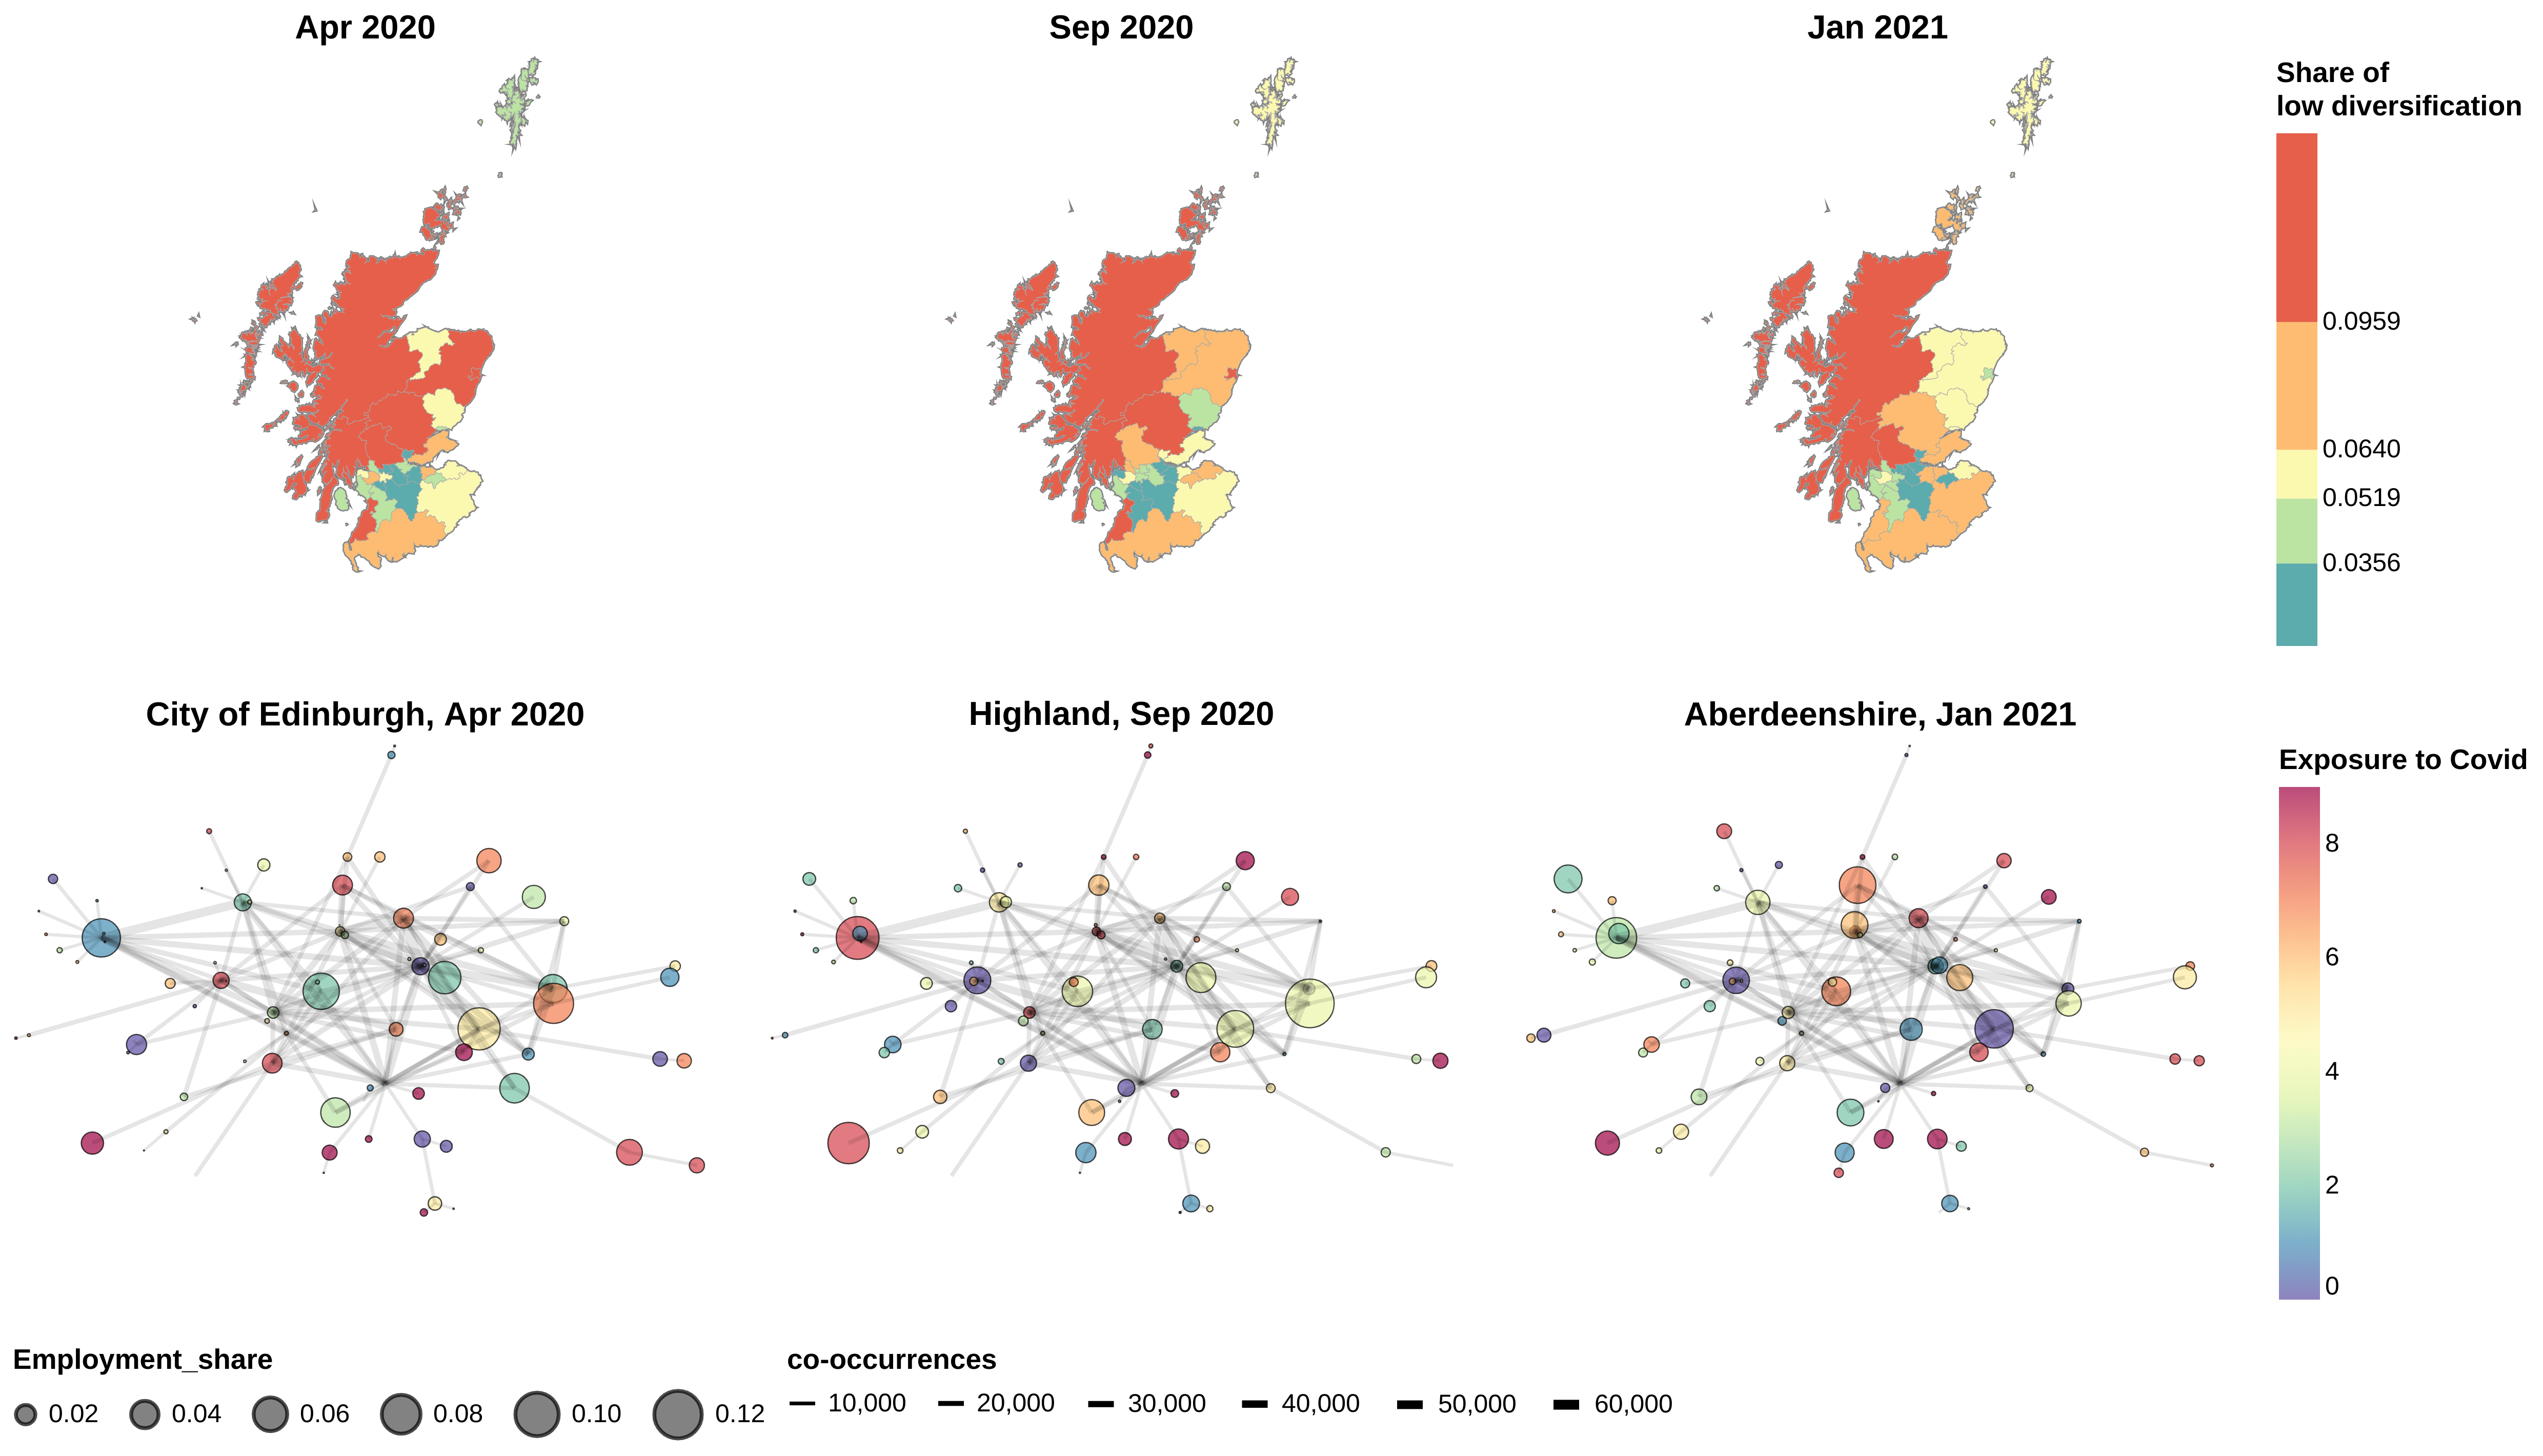 Apr 2020
Sep 2020
Jan 2021
Share of
low diversification
0.0959
0.0640
0.0519
0.0356
City of Edinburgh, Apr 2020
Highland, Sep 2020
Aberdeenshire, Jan 2021
Exposure to Covid
8
6
4
2
0
Employment_share
0.02 0.04 0.06 0.08 0.10 0.12
co-occurrences
10,000 20,000 30,000 40,000 50,000 60,000